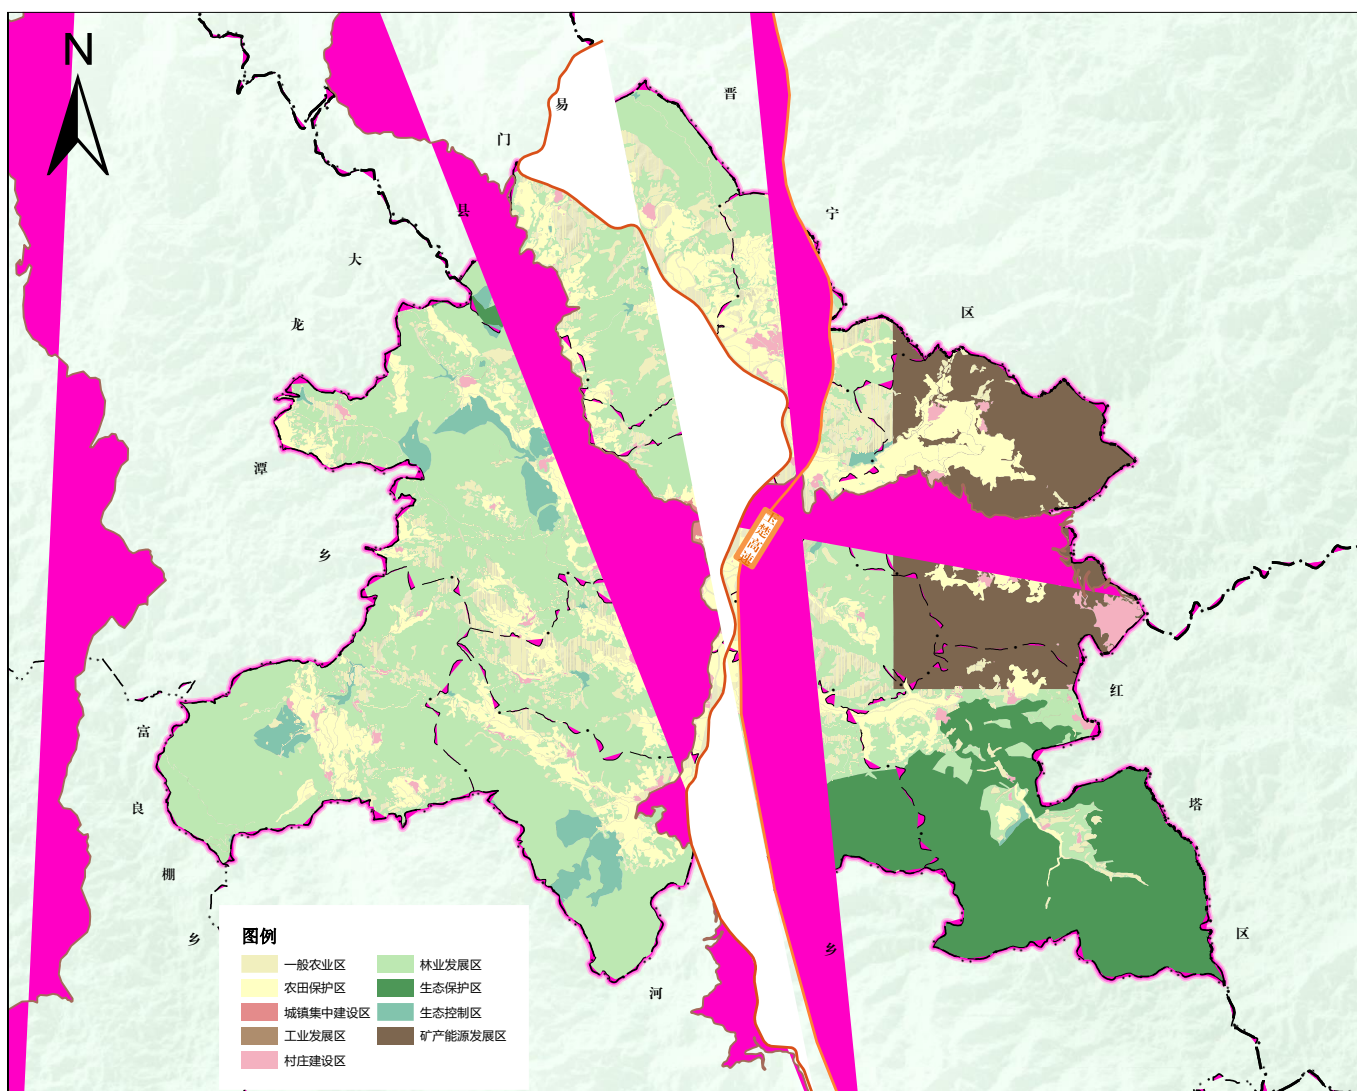 N
易
门
县
晋
宁
区
大
龙
潭
乡
富
良
棚
乡
红
塔
区
河
乡
楚高
图例
一般农业区
农田保护区
城镇集中建设区
工业发展区
村庄建设区
林业发展区
生态保护区
生态控制区
矿产能源发展区